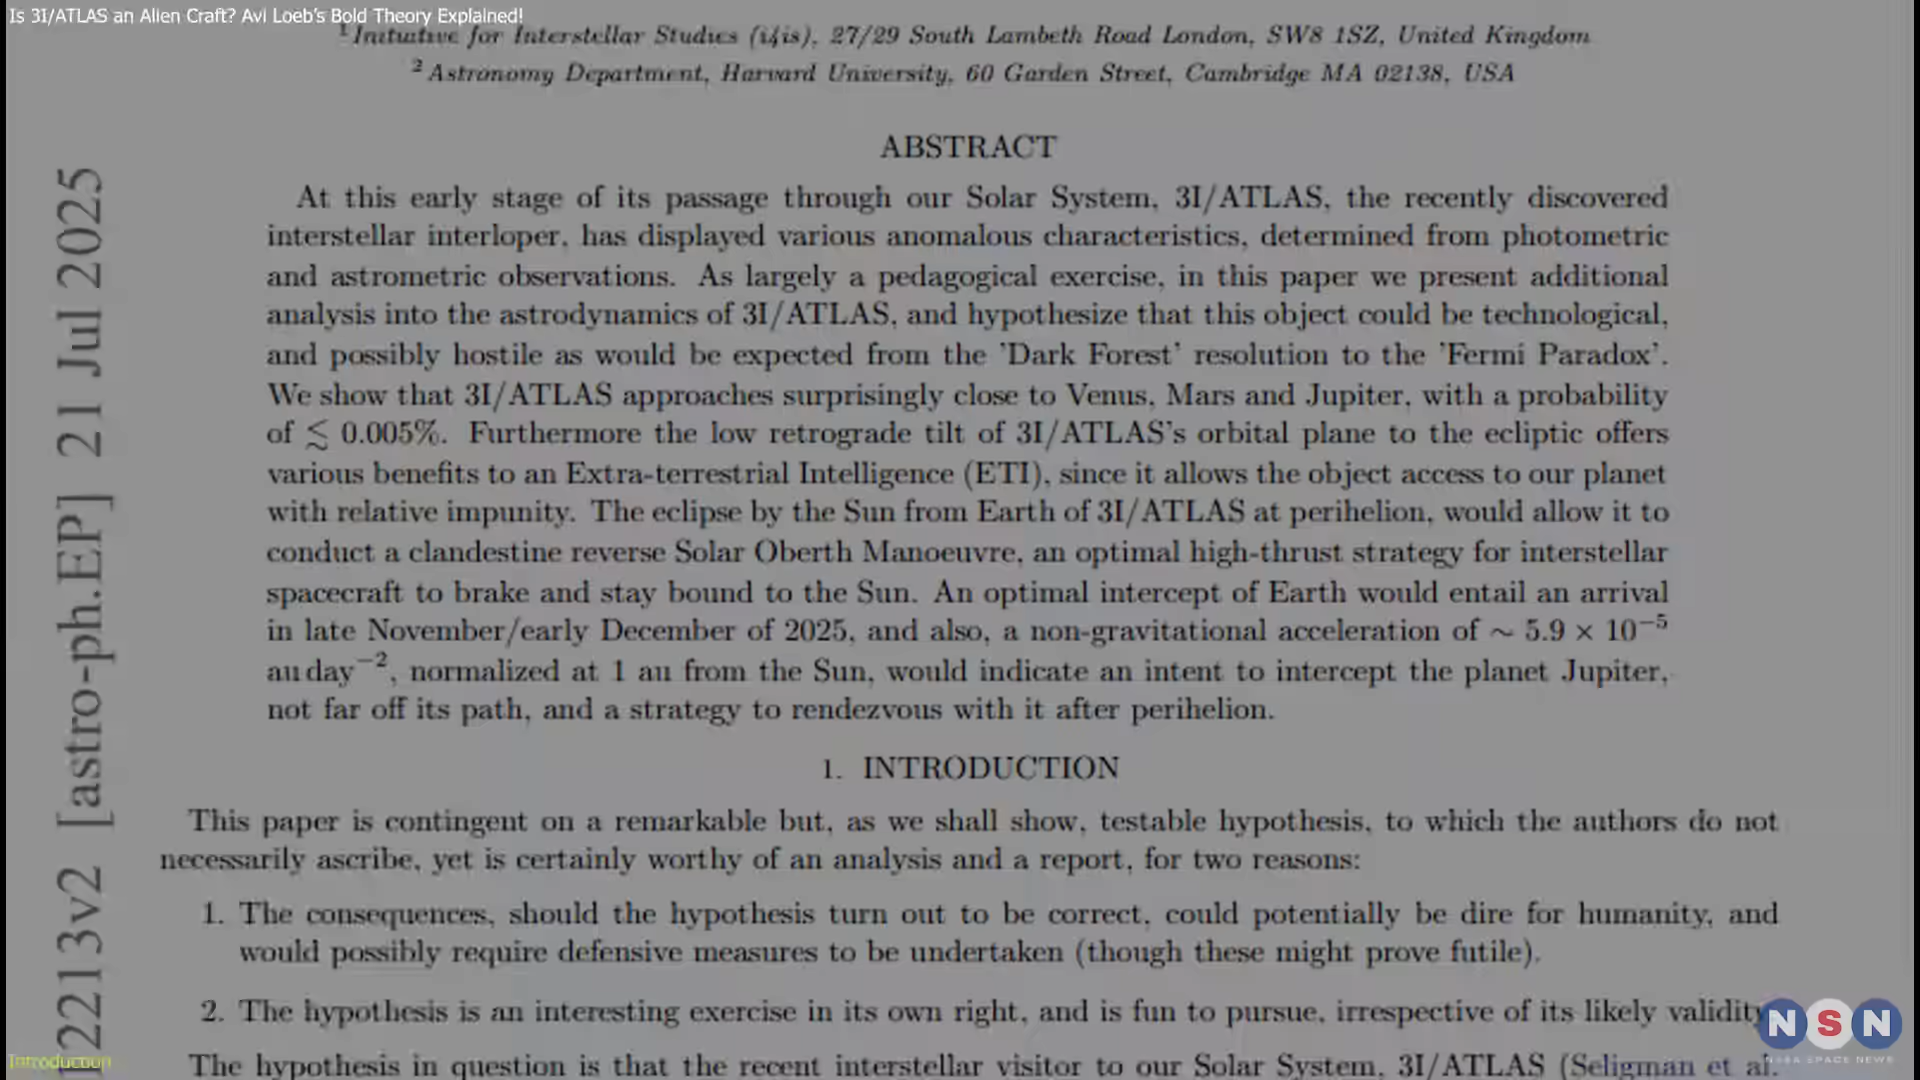 Is 3I/ATLAS an Alien Craft? Avi Loeb's Bold Theory Explained!
1 Initiative for Interstellar Studies (i4is), 27/29 South Lambeth Road London, SW8 1SZ, United Kingdom
2 Astronomy Department, Harvard University, 60 Garden Street, Cambridge MA 02138, USA
ABSTRACT
At this early stage of its passage through our Solar System, 3I/ATLAS, the recently discovered
interstellar interloper, has displayed various anomalous characteristics, determined from photometric
and astrometric observations. As largely a pedagogical exercise, in this paper we present additional
analysis into the astrodynamics of 3I/ATLAS, and hypothesize that this object could be technological,
and possibly hostile as would be expected from the 'Dark Forest' resolution to the 'Fermi Paradox'.
We show that 3I/ATLAS approaches surprisingly close to Venus, Mars and Jupiter, with a probability
of ≲ 0.005%. Furthermore the low retrograde tilt of 3I/ATLAS's orbital plane to the ecliptic offers
various benefits to an Extra-terrestrial Intelligence (ETI), since it allows the object access to our planet
with relative impunity. The eclipse by the Sun from Earth of 3I/ATLAS at perihelion, would allow it to
conduct a clandestine reverse Solar Oberth Manoeuvre, an optimal high-thrust strategy for interstellar
spacecraft to brake and stay bound to the Sun. An optimal intercept of Earth would entail an arrival
in late November/early December of 2025, and also, a non-gravitational acceleration of ∼ 5.9 × 10⁻⁵
au day⁻², normalized at 1 au from the Sun, would indicate an intent to intercept the planet Jupiter,
not far off its path, and a strategy to rendezvous with it after perihelion.
1. INTRODUCTION
This paper is contingent on a remarkable but, as we shall show, testable hypothesis, to which the authors do not
necessarily ascribe, yet is certainly worthy of an analysis and a report, for two reasons:
1. The consequences, should the hypothesis turn out to be correct, could potentially be dire for humanity, and
would possibly require defensive measures to be undertaken (though these might prove futile).
2. The hypothesis is an interesting exercise in its own right, and is fun to pursue, irrespective of its likely validity
The hypothesis in question is that the recent interstellar visitor to our Solar System, 3I/ATLAS (Seligman et al.
12213v2 [astro-ph.EP] 21 Jul 2025
Introduction
NSN
NASA SPACE NEWS